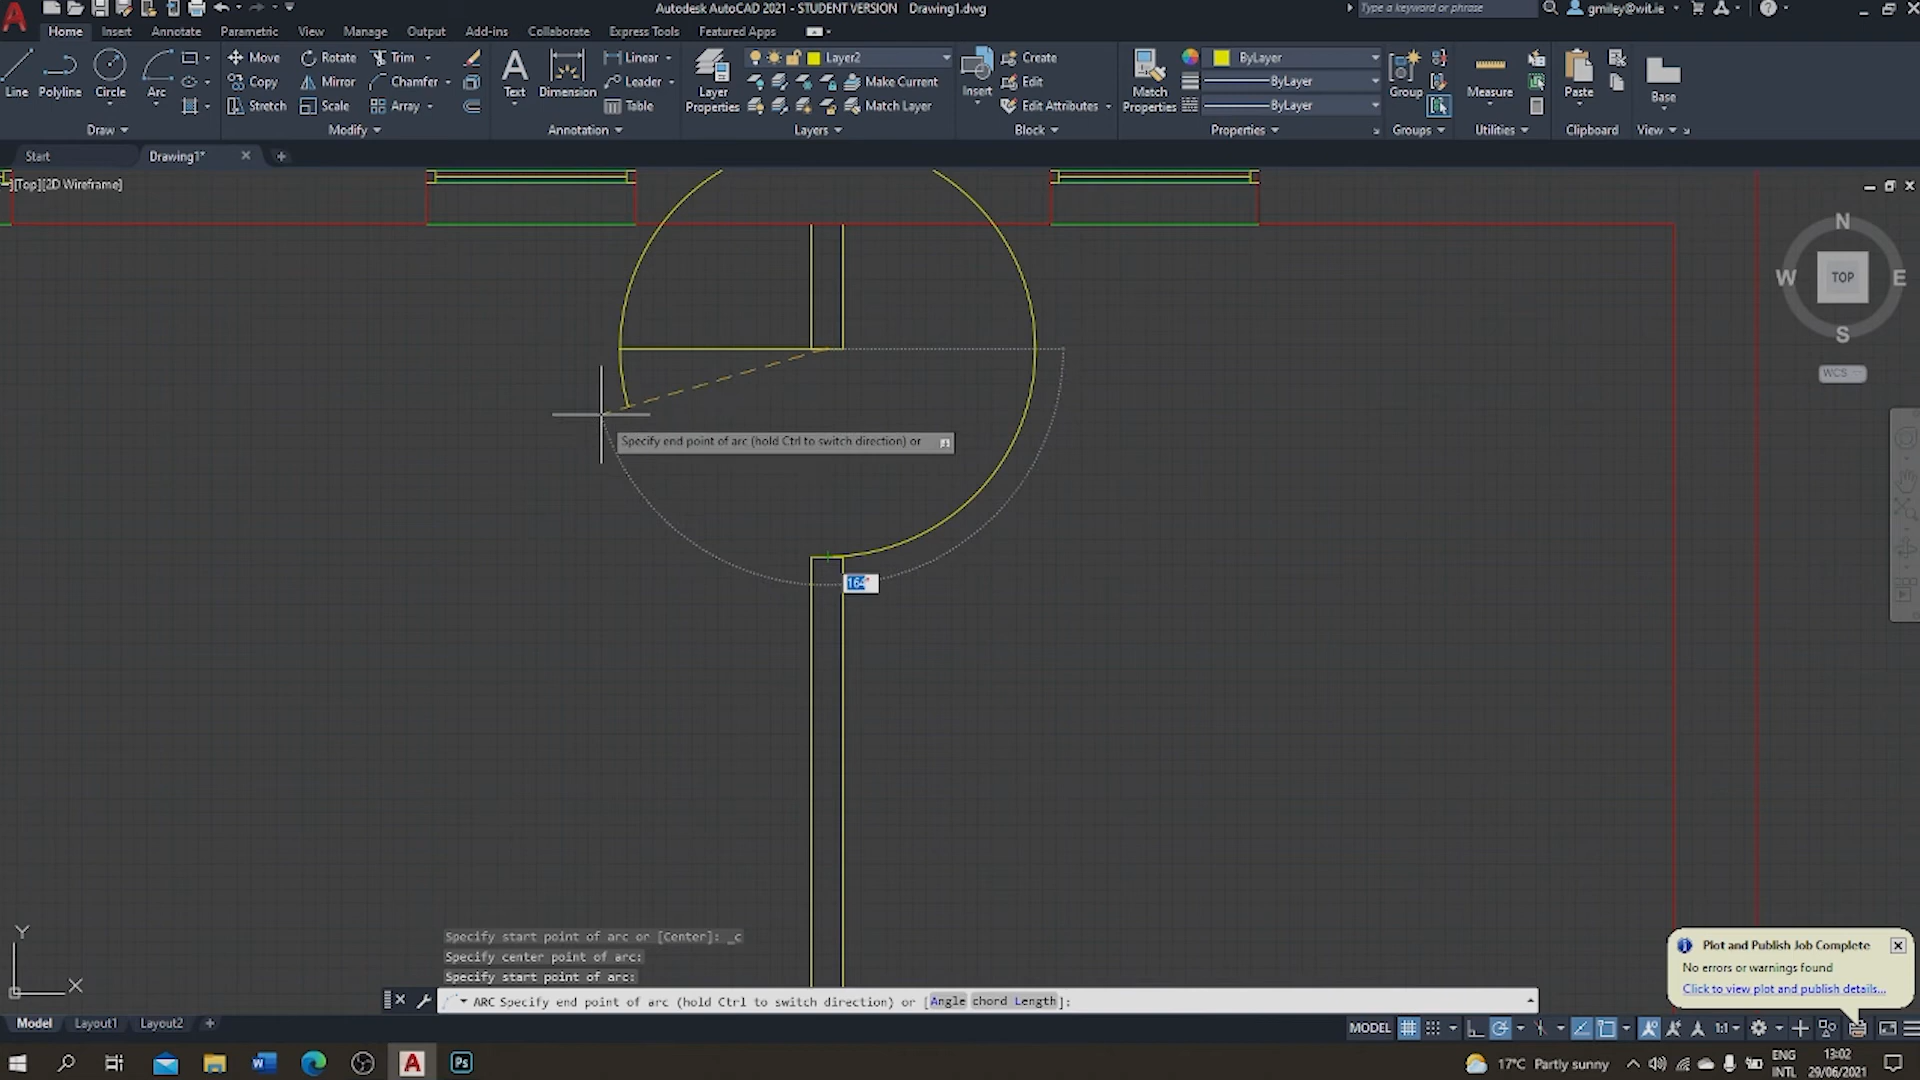 Autodesk AutoCAD 2021 - STUDENT VERSION Drawing1.dwg
Type a keyword or phrase
gmiley@wit.ie
Home Insert Annotate Parametric View Manage Output Add-ins Collaborate Express Tools Featured Apps
Line Polyline Circle Arc
Move Rotate Trim
Copy Mirror Chamfer
Stretch Scale Array
Text Dimension
Linear
Leader
Table
Layer Properties
Layer2
Make Current
Match Layer
Insert
Create
Edit
Edit Attributes
Match Properties
ByLayer
ByLayer
ByLayer
Group Measure Paste Base
Draw Modify Annotation Layers Block Properties Groups Utilities Clipboard View
Start Drawing1*
][Top][2D Wireframe]
N
W TOP E
S
WCS
Specify end point of arc (hold Ctrl to switch direction) or
164°
Y
X
Specify start point of arc or [Center]: _c
Specify center point of arc:
Specify start point of arc:
ARC Specify end point of arc (hold Ctrl to switch direction) or [Angle chord Length]:
Plot and Publish Job Complete
No errors or warnings found
Click to view plot and publish details...
Model Layout1 Layout2
MODEL 1:1
17°C Partly sunny
ENG
INTL
13:02
29/06/2021